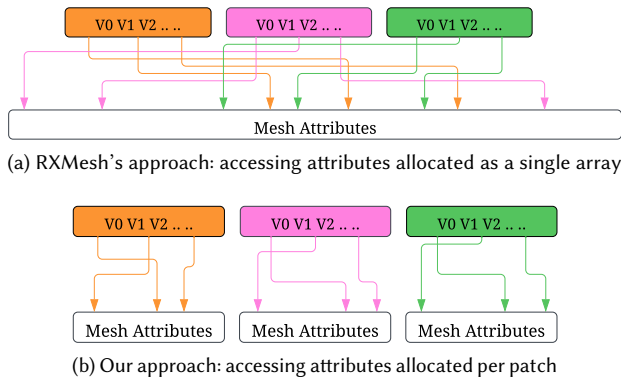 V0 V1 V2 .. .. V0 V1 V2 .. .. V0 V1 V2 .. ..
Mesh Attributes
(a) RXMesh's approach: accessing attributes allocated as a single array
V0 V1 V2 .. .. V0 V1 V2 .. .. V0 V1 V2 .. ..
Mesh Attributes Mesh Attributes Mesh Attributes
(b) Our approach: accessing attributes allocated per patch